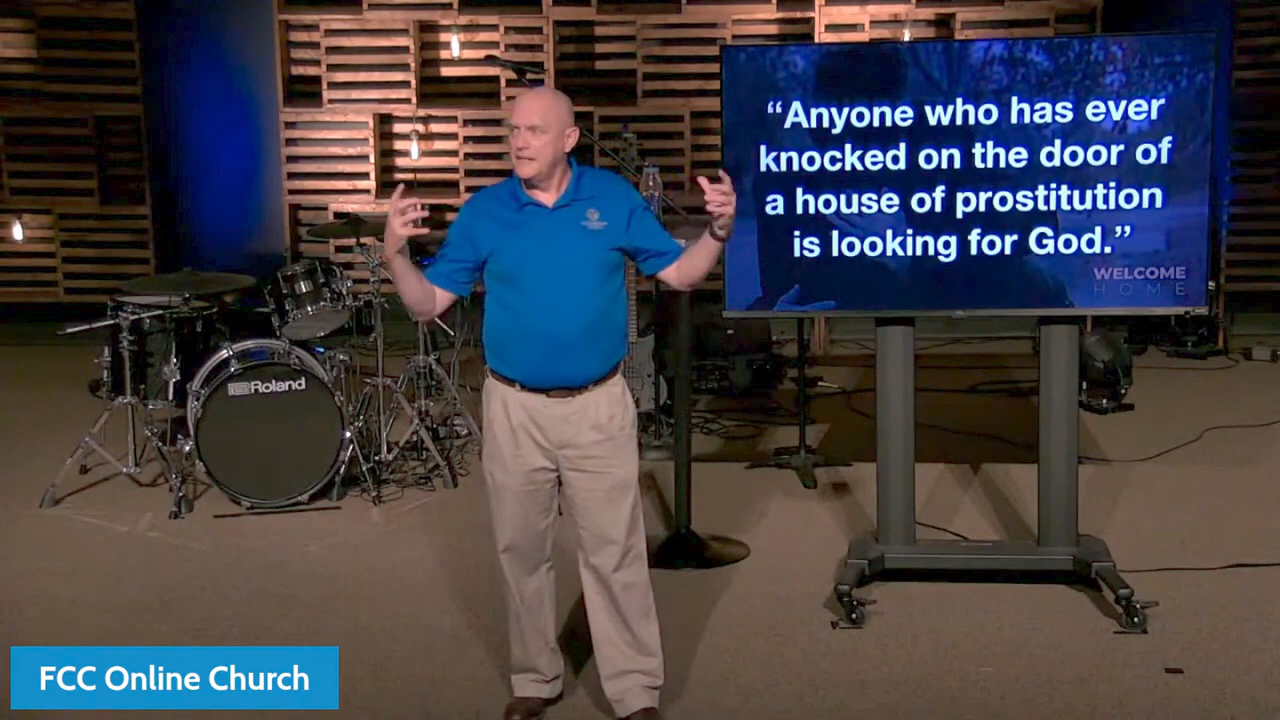 “Anyone who has ever
knocked on the door of
a house of prostitution
is looking for God.”
WELCOME
HOME
Roland
FCC Online Church